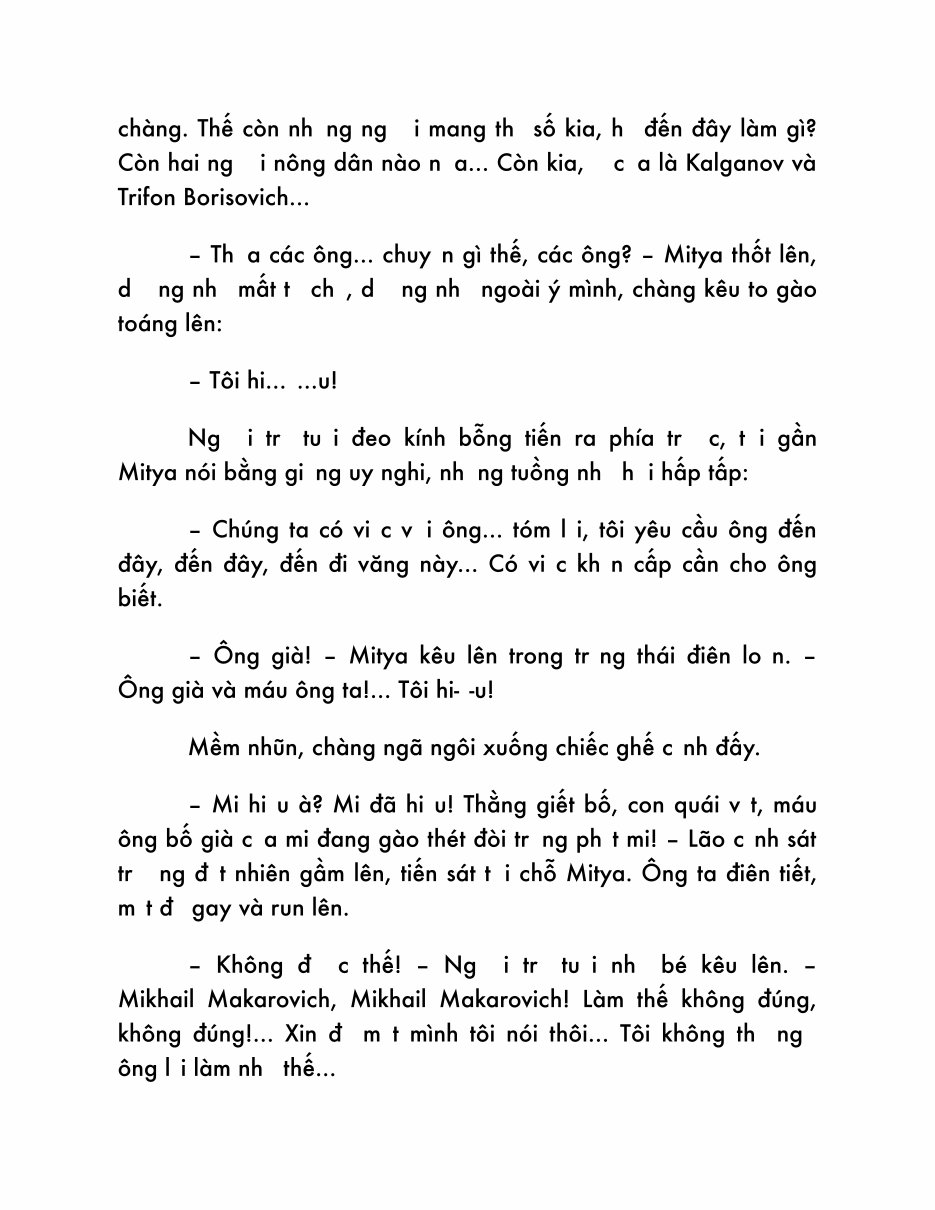 chàng. Thế còn nh ng ng i mang th số kia, h đến đây làm gì?
Còn hai ng i nông dân nào n a... Còn kia, c a là Kalganov và
Trifon Borisovich...
– Th a các ông... chuy n gì thế, các ông? – Mitya thốt lên,
d ng nh mất t ch , d ng nh ngoài ý mình, chàng kêu to gào
toáng lên:
– Tôi hi... ...u!
Ng i tr tu i đeo kính bỗng tiến ra phía tr c, t i gần
Mitya nói bằng gi ng uy nghi, nh ng tuồng nh h i hấp tấp:
– Chúng ta có vi c v i ông... tóm l i, tôi yêu cầu ông đến
đây, đến đây, đến đi văng này... Có vi c kh n cấp cần cho ông
biết.
– Ông già! – Mitya kêu lên trong tr ng thái điên lo n. –
Ông già và máu ông ta!... Tôi hi- -u!
Mềm nhũn, chàng ngã ngôi xuống chiếc ghế c nh đấy.
– Mi hi u à? Mi đã hi u! Thằng giết bố, con quái v t, máu
ông bố già c a mi đang gào thét đòi tr ng ph t mi! – Lão c nh sát
tr ng đ t nhiên gầm lên, tiến sát t i chỗ Mitya. Ông ta điên tiết,
m t đ gay và run lên.
– Không đ c thế! – Ng i tr tu i nh bé kêu lên. –
Mikhail Makarovich, Mikhail Makarovich! Làm thế không đúng,
không đúng!... Xin đ m t mình tôi nói thôi... Tôi không th ng
ông l i làm nh thế...